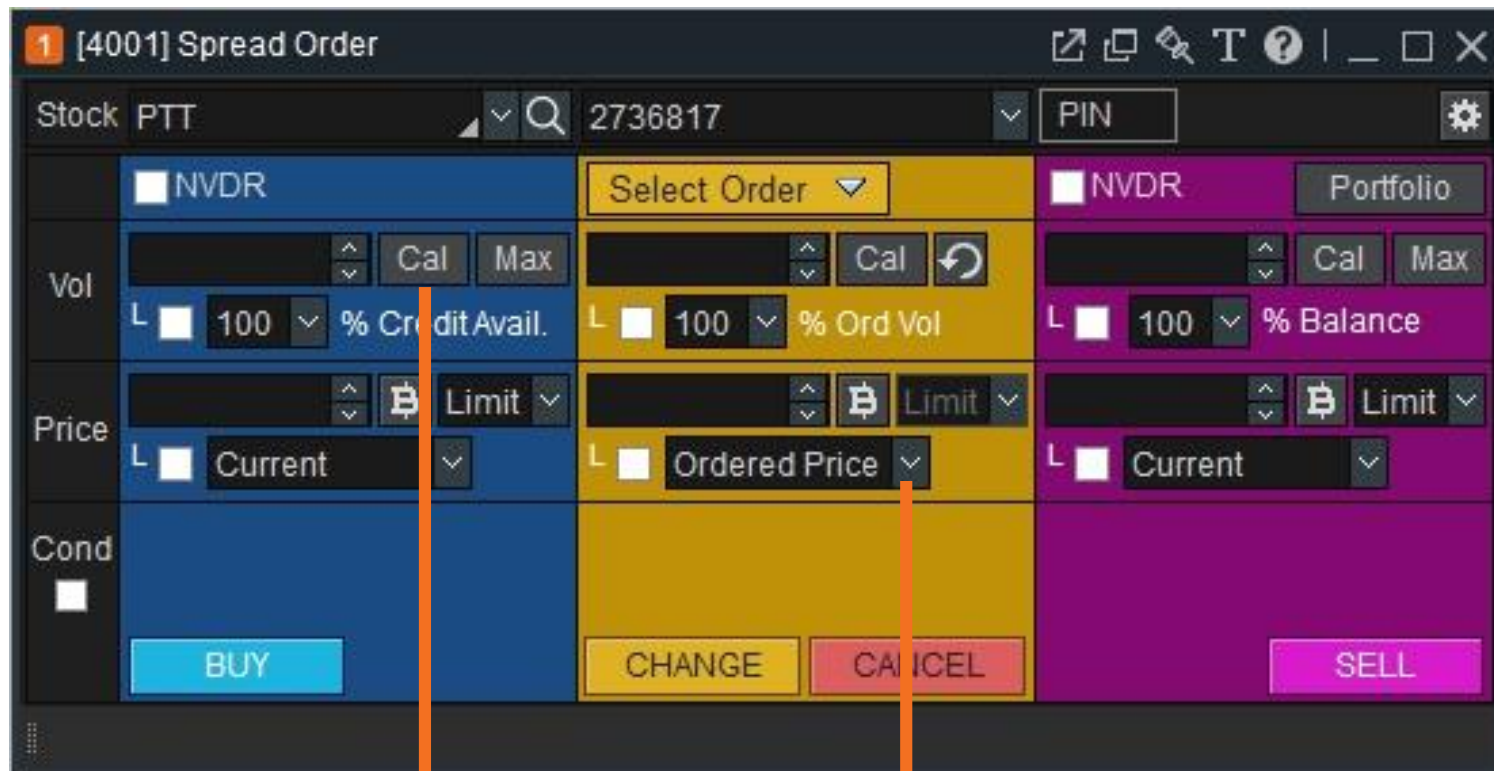 1 [4001] Spread Order T ?
Stock PTT 2736817 PIN
NVDR Select Order NVDR Portfolio
Vol Cal Max Cal Cal Max
100 % Credit Avail. 100 % Ord Vol 100 % Balance
Price Limit Limit Limit
Current Ordered Price Current
Cond
BUY CHANGE CANCEL SELL